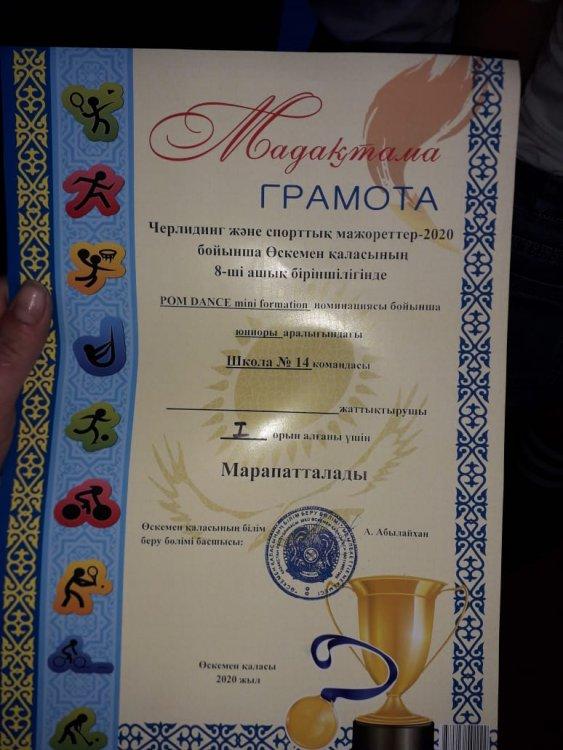 Мадақтама
ГРАМОТА
Черлидинг және спорттық мажореттер-2020
бойынша Өскемен қаласының
8-ші ашық біріншілігінде
POM DANCE mini formation номинациясы бойынша
юниоры аралығындағы
Школа № 14 командасы
жаттықтырушы
I орын алғаны үшін
Марапатталады
Өскемен қаласының білім
беру бөлімі басшысы:
А. Абылайхан
Өскемен қаласы
2020 жыл